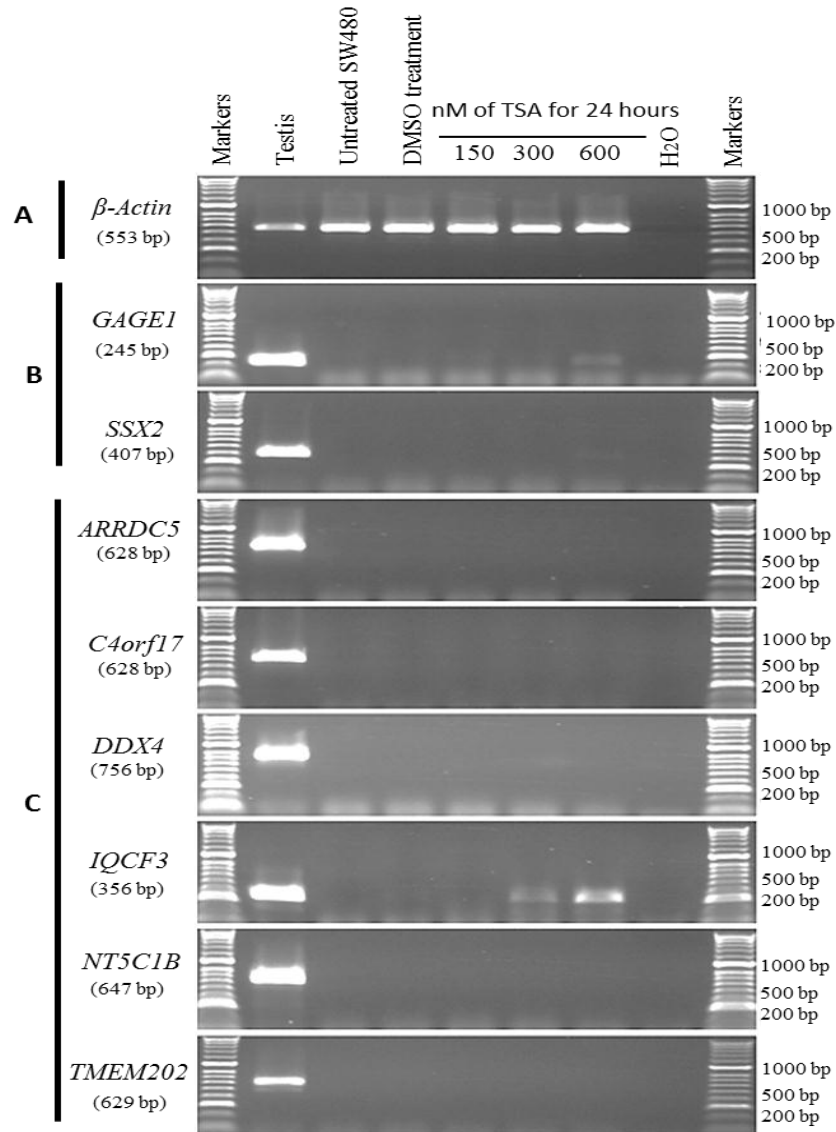 Markers
Testis
Untreated SW480
DMSO treatment
nM of TSA for 24 hours
150 300 600
H2O
Markers
A
β-Actin
(553 bp)
1000 bp
500 bp
200 bp
B
GAGE1
(245 bp)
1000 bp
500 bp
200 bp
SSX2
(407 bp)
1000 bp
500 bp
200 bp
C
ARRDC5
(628 bp)
1000 bp
500 bp
200 bp
C4orf17
(628 bp)
1000 bp
500 bp
200 bp
DDX4
(756 bp)
1000 bp
500 bp
200 bp
IQCF3
(356 bp)
1000 bp
500 bp
200 bp
NT5C1B
(647 bp)
1000 bp
500 bp
200 bp
TMEM202
(629 bp)
1000 bp
500 bp
200 bp